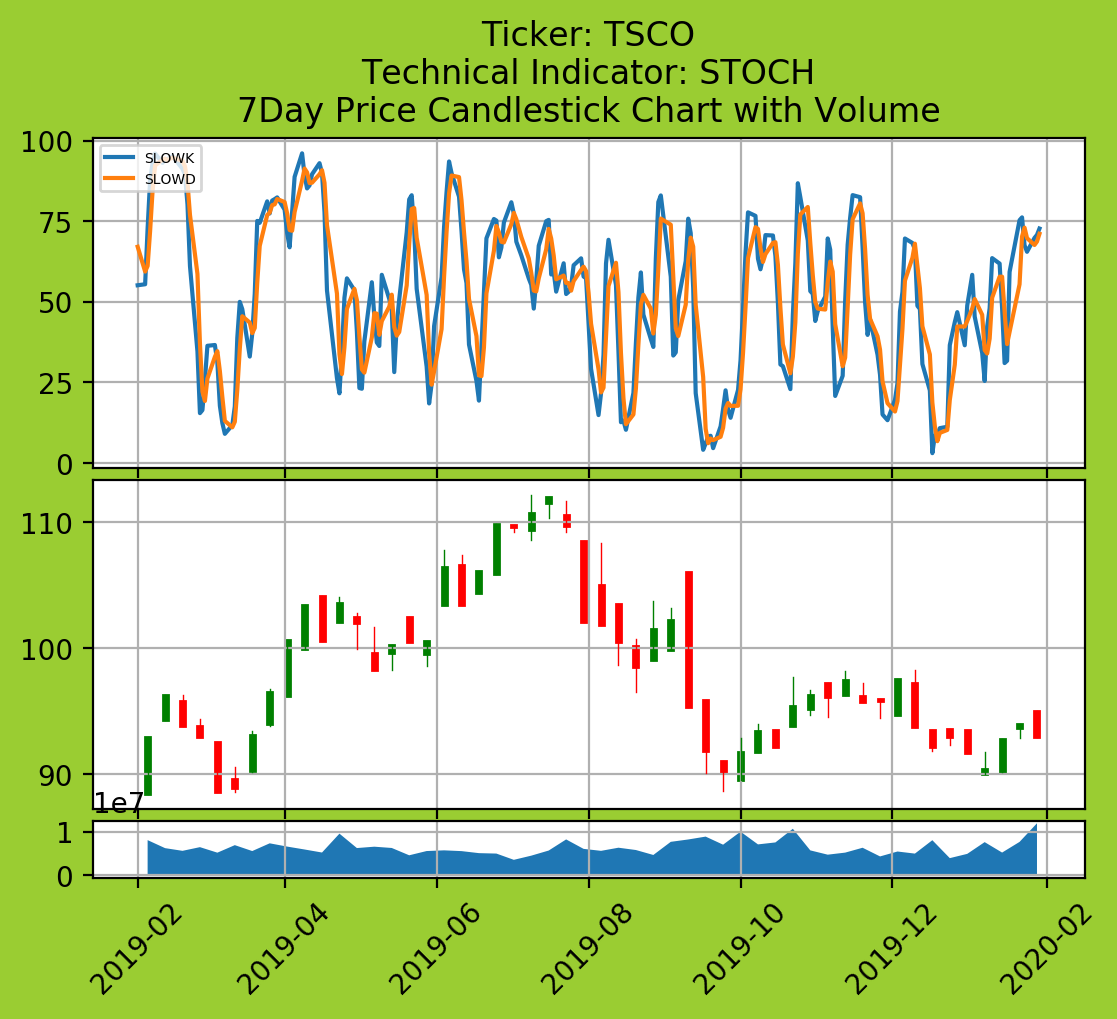 Ticker: TSCO
Technical Indicator: STOCH
7Day Price Candlestick Chart with Volume
SLOWK
SLOWD
100
75
50
25
0
110
100
90
1e7
1
0
2019-02
2019-04
2019-06
2019-08
2019-10
2019-12
2020-02